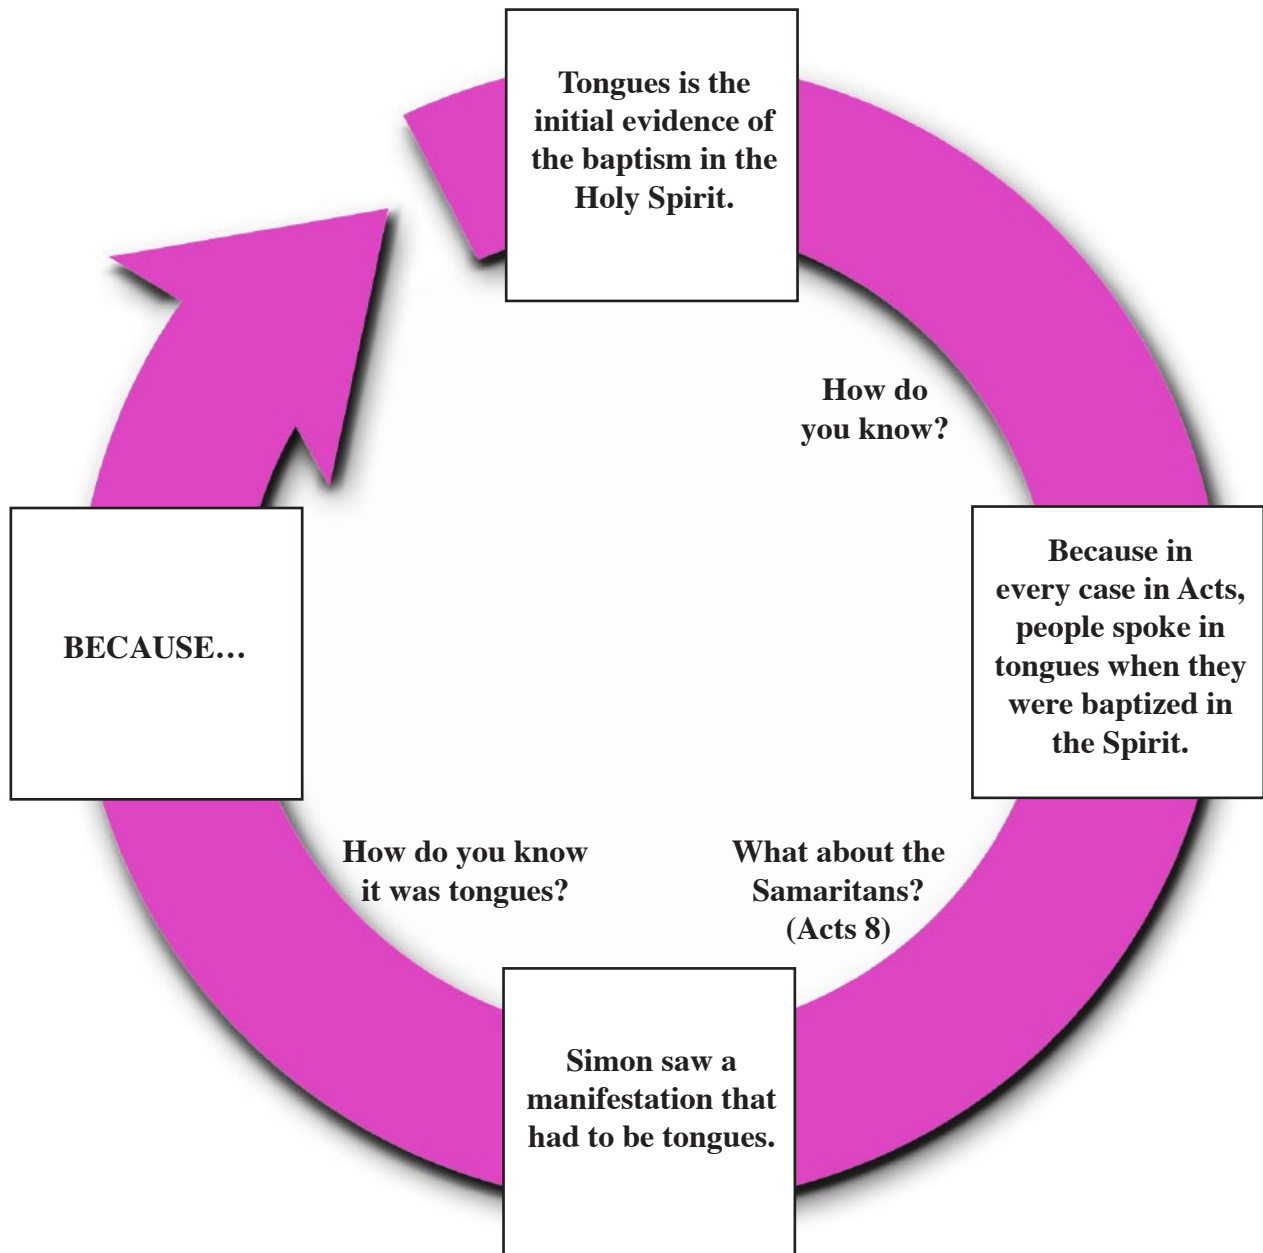 Tongues is the
initial evidence of
the baptism in the
Holy Spirit.
How do
you know?
Because in
every case in Acts,
people spoke in
tongues when they
were baptized in
the Spirit.
What about the
Samaritans?
(Acts 8)
Simon saw a
manifestation that
had to be tongues.
How do you know
it was tongues?
BECAUSE…